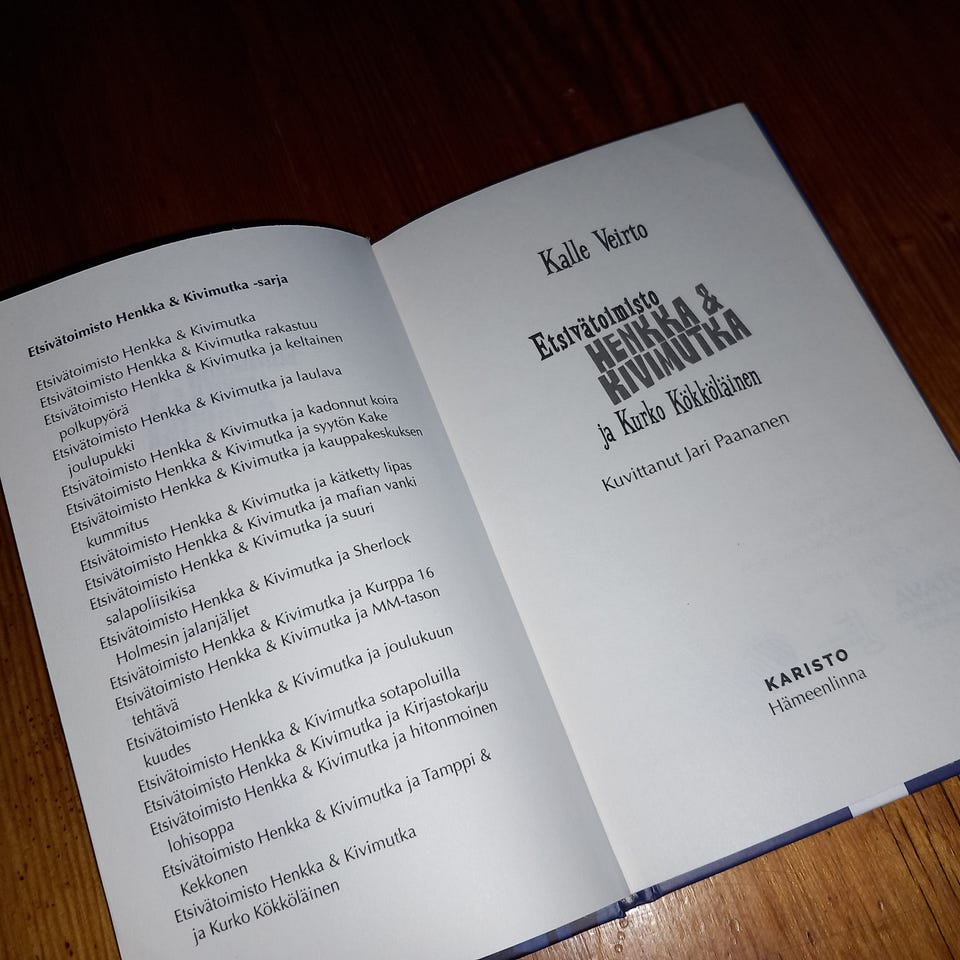 Etsivätoimisto Henkka & Kivimutka -sarja
Etsivätoimisto Henkka & Kivimutka
Etsivätoimisto Henkka & Kivimutka rakastuu
Etsivätoimisto Henkka & Kivimutka ja keltainen
polkupyörä
Etsivätoimisto Henkka & Kivimutka ja laulava
joulupukki
Etsivätoimisto Henkka & Kivimutka ja kadonnut koira
Etsivätoimisto Henkka & Kivimutka ja syytön Kake
Etsivätoimisto Henkka & Kivimutka ja kauppakeskuksen
kummitus
Etsivätoimisto Henkka & Kivimutka ja kätketty lipas
Etsivätoimisto Henkka & Kivimutka ja mafian vanki
Etsivätoimisto Henkka & Kivimutka ja suuri
salapoliisikisa
Etsivätoimisto Henkka & Kivimutka ja Sherlock
Holmesin jalanjäljet
Etsivätoimisto Henkka & Kivimutka ja Kurppa 16
Etsivätoimisto Henkka & Kivimutka ja MM-tason
tehtävä
Etsivätoimisto Henkka & Kivimutka ja joulukuun
kuudes
Etsivätoimisto Henkka & Kivimutka sotapoluilla
Etsivätoimisto Henkka & Kivimutka ja Kirjastokarju
Etsivätoimisto Henkka & Kivimutka ja hitonmoinen
lohisoppa
Etsivätoimisto Henkka & Kivimutka ja Tamppi &
Kekkonen
Etsivätoimisto Henkka & Kivimutka
ja Kurko Kökköläinen
Kalle Veirto
Etsivätoimisto
HENKKA &
KIVIMUTKA
ja Kurko Kökköläinen
Kuvittanut Jari Paananen
KARISTO
Hämeenlinna